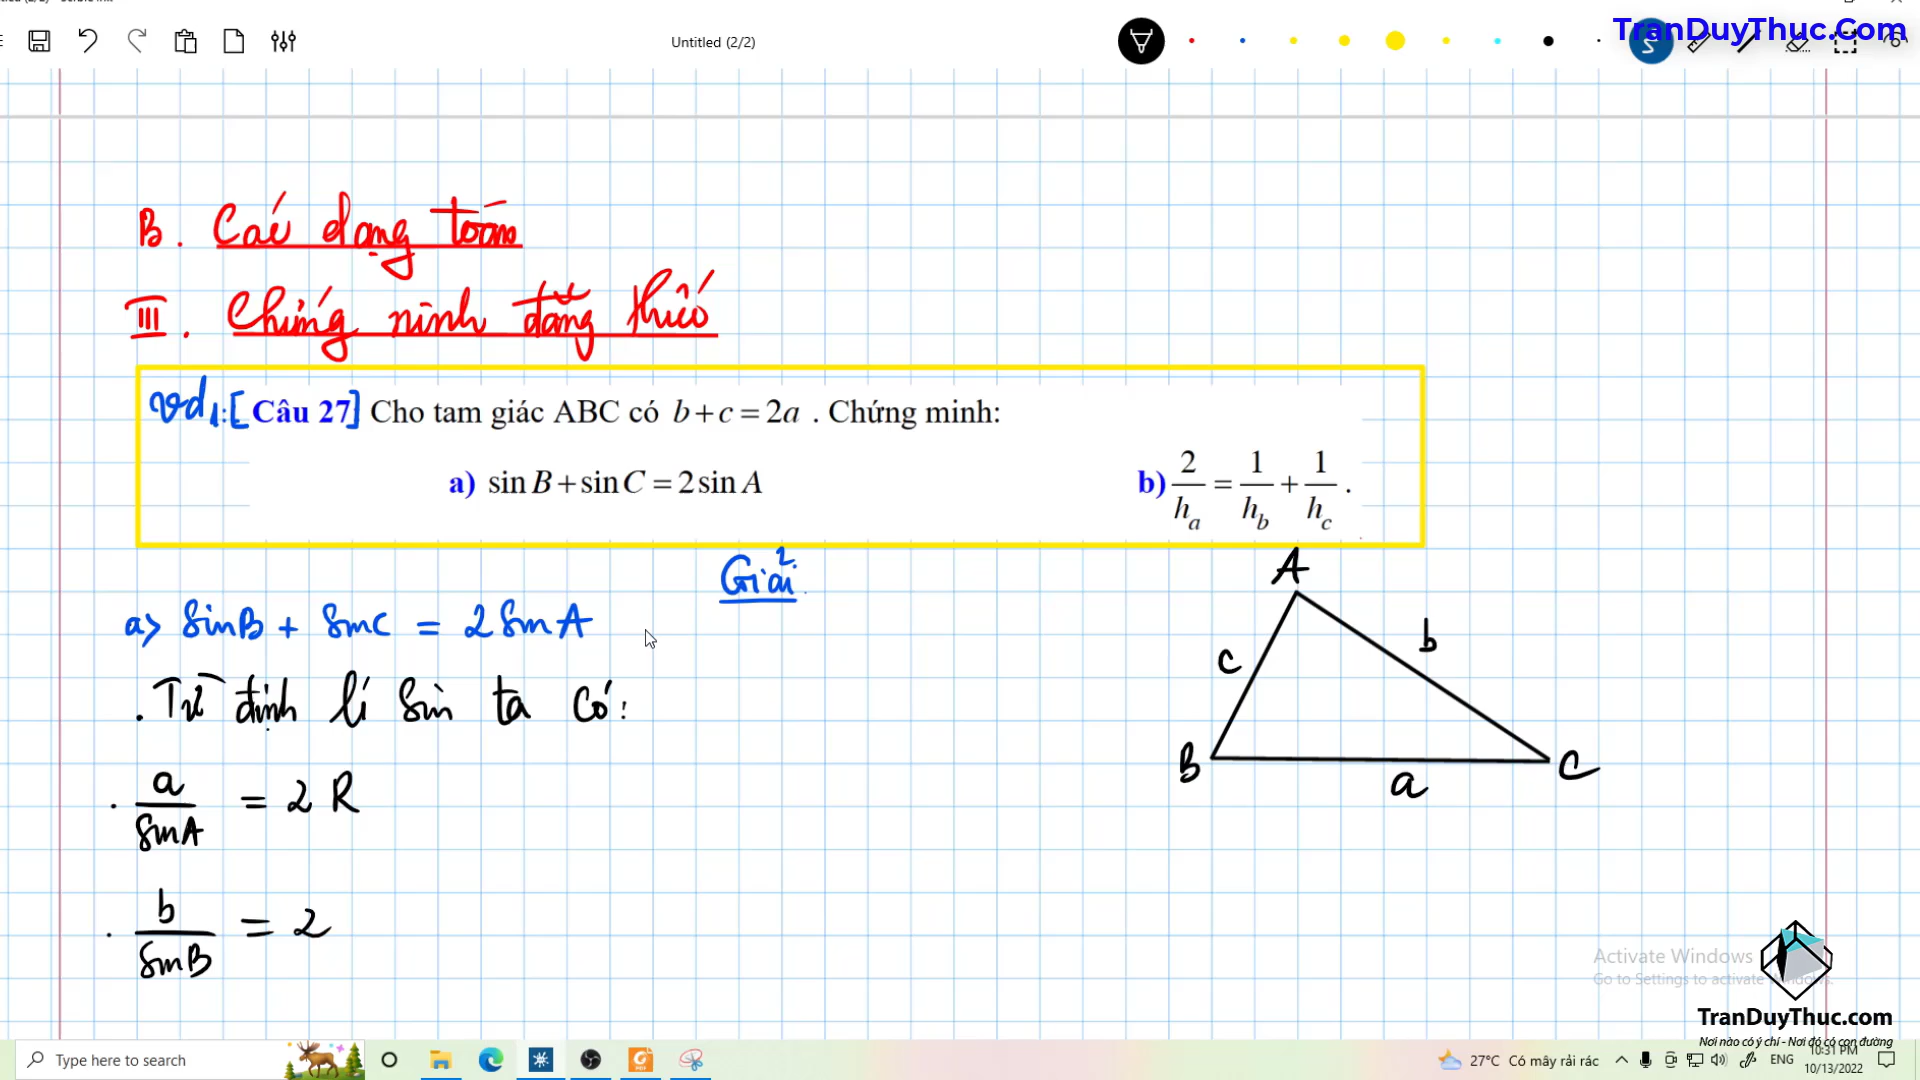 Untitled (2/2)
TranDuyThuc.Com
B. Các dạng toán
III. Chứng minh đẳng thức
vd1:[Câu 27] Cho tam giác ABC có b+c=2a . Chứng minh:
a) sin B+sin C=2sin A b) 2/h_a = 1/h_b + 1/h_c .
Giải
a> SinB + SinC = 2 SinA
. Từ định lí Sin ta có:
. a/SinA = 2R
. b/SinB = 2
A
c b
B a C
Activate Windows
Go to Settings to activate Windows.
TranDuyThuc.Com
Nơi nào có ý chí - Nơi đó có con đường
Type here to search
27°C Có mây rải rác
ENG
10:31 PM
10/13/2022